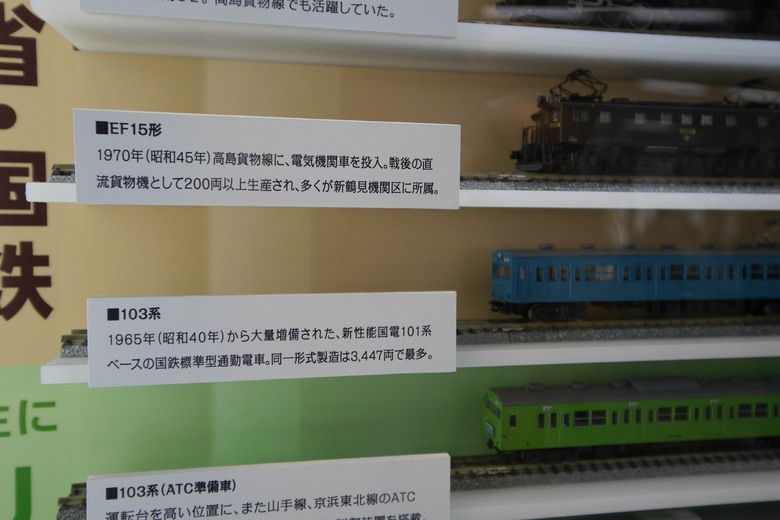 高島貨物線でも活躍していた。
省・国鉄
■EF15形
1970年(昭和45年)高島貨物線に、電気機関車を投入。戦後の直
流貨物機として200両以上生産され、多くが新鶴見機関区に所属。
■103系
1965年(昭和40年)から大量増備された、新性能国電101系
ベースの国鉄標準型通勤電車。同一形式製造は3,447両で最多。
■103系(ATC準備車)
運転台を高い位置に、また山手線、京浜東北線のATC